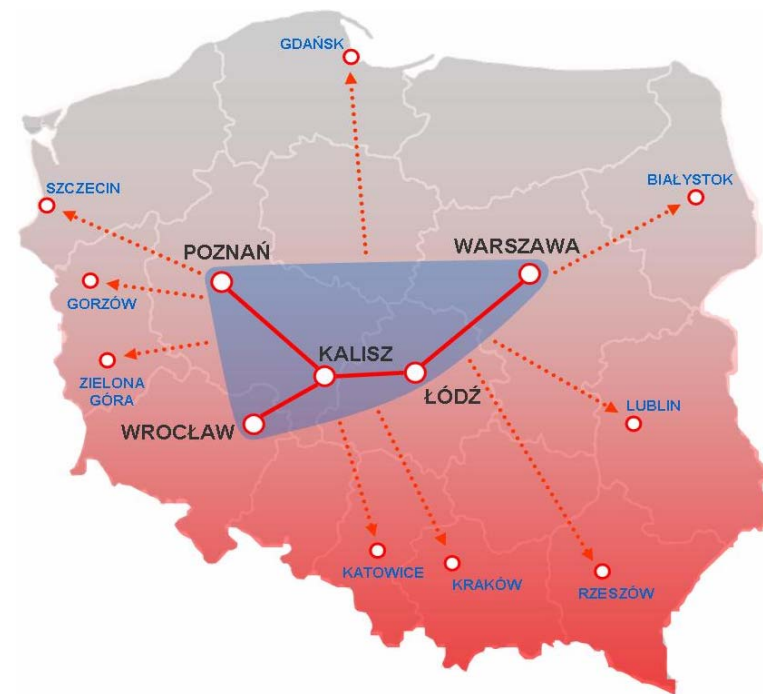 GDAŃSK
SZCZECIN
BIAŁYSTOK
POZNAŃ
WARSZAWA
GORZÓW
KALISZ
ZIELONA
GÓRA
ŁÓDŹ
WROCŁAW
LUBLIN
KATOWICE
KRAKÓW
RZESZÓW